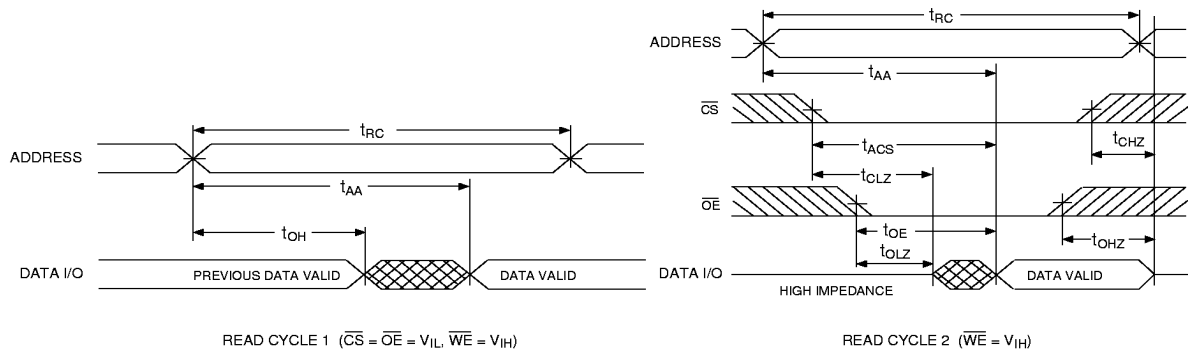 tRC
ADDRESS
tAA
tOH
DATA I/O
PREVIOUS DATA VALID
DATA VALID
READ CYCLE 1 (CS = OE = VIL, WE = VIH)
tRC
ADDRESS
tAA
CS
tACS
tCHZ
tCLZ
OE
tOE
tOHZ
tOLZ
DATA I/O
HIGH IMPEDANCE
DATA VALID
READ CYCLE 2 (WE = VIH)